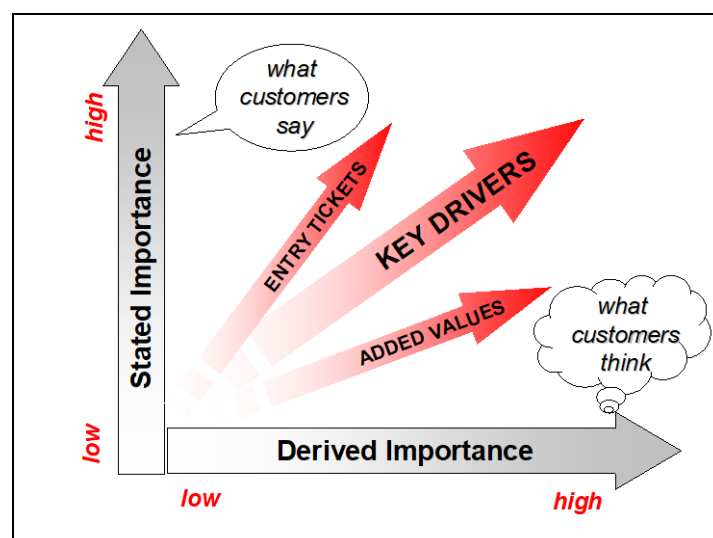 what
customers
say
high
Stated Importance
low
ENTRY TICKETS
KEY DRIVERS
ADDED VALUES
what
customers
think
Derived Importance
low
high